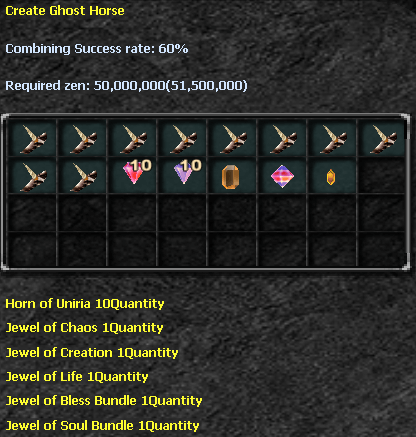 Create Ghost Horse
Combining Success rate: 60%
Required zen: 50,000,000(51,500,000)
10 10
Horn of Uniria 10Quantity
Jewel of Chaos 1Quantity
Jewel of Creation 1Quantity
Jewel of Life 1Quantity
Jewel of Bless Bundle 1Quantity
Jewel of Soul Bundle 1Quantity